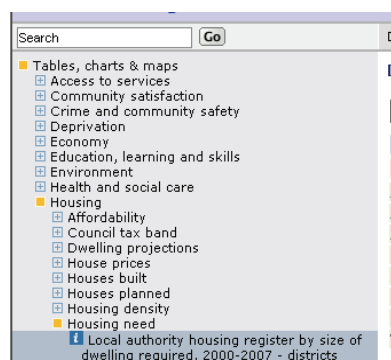 Search Go
Tables, charts & maps
Access to services
Community satisfaction
Crime and community safety
Deprivation
Economy
Education, learning and skills
Environment
Health and social care
Housing
Affordability
Council tax band
Dwelling projections
House prices
Houses built
Houses planned
Housing density
Housing need
Local authority housing register by size of
dwelling required, 2000-2007 - districts